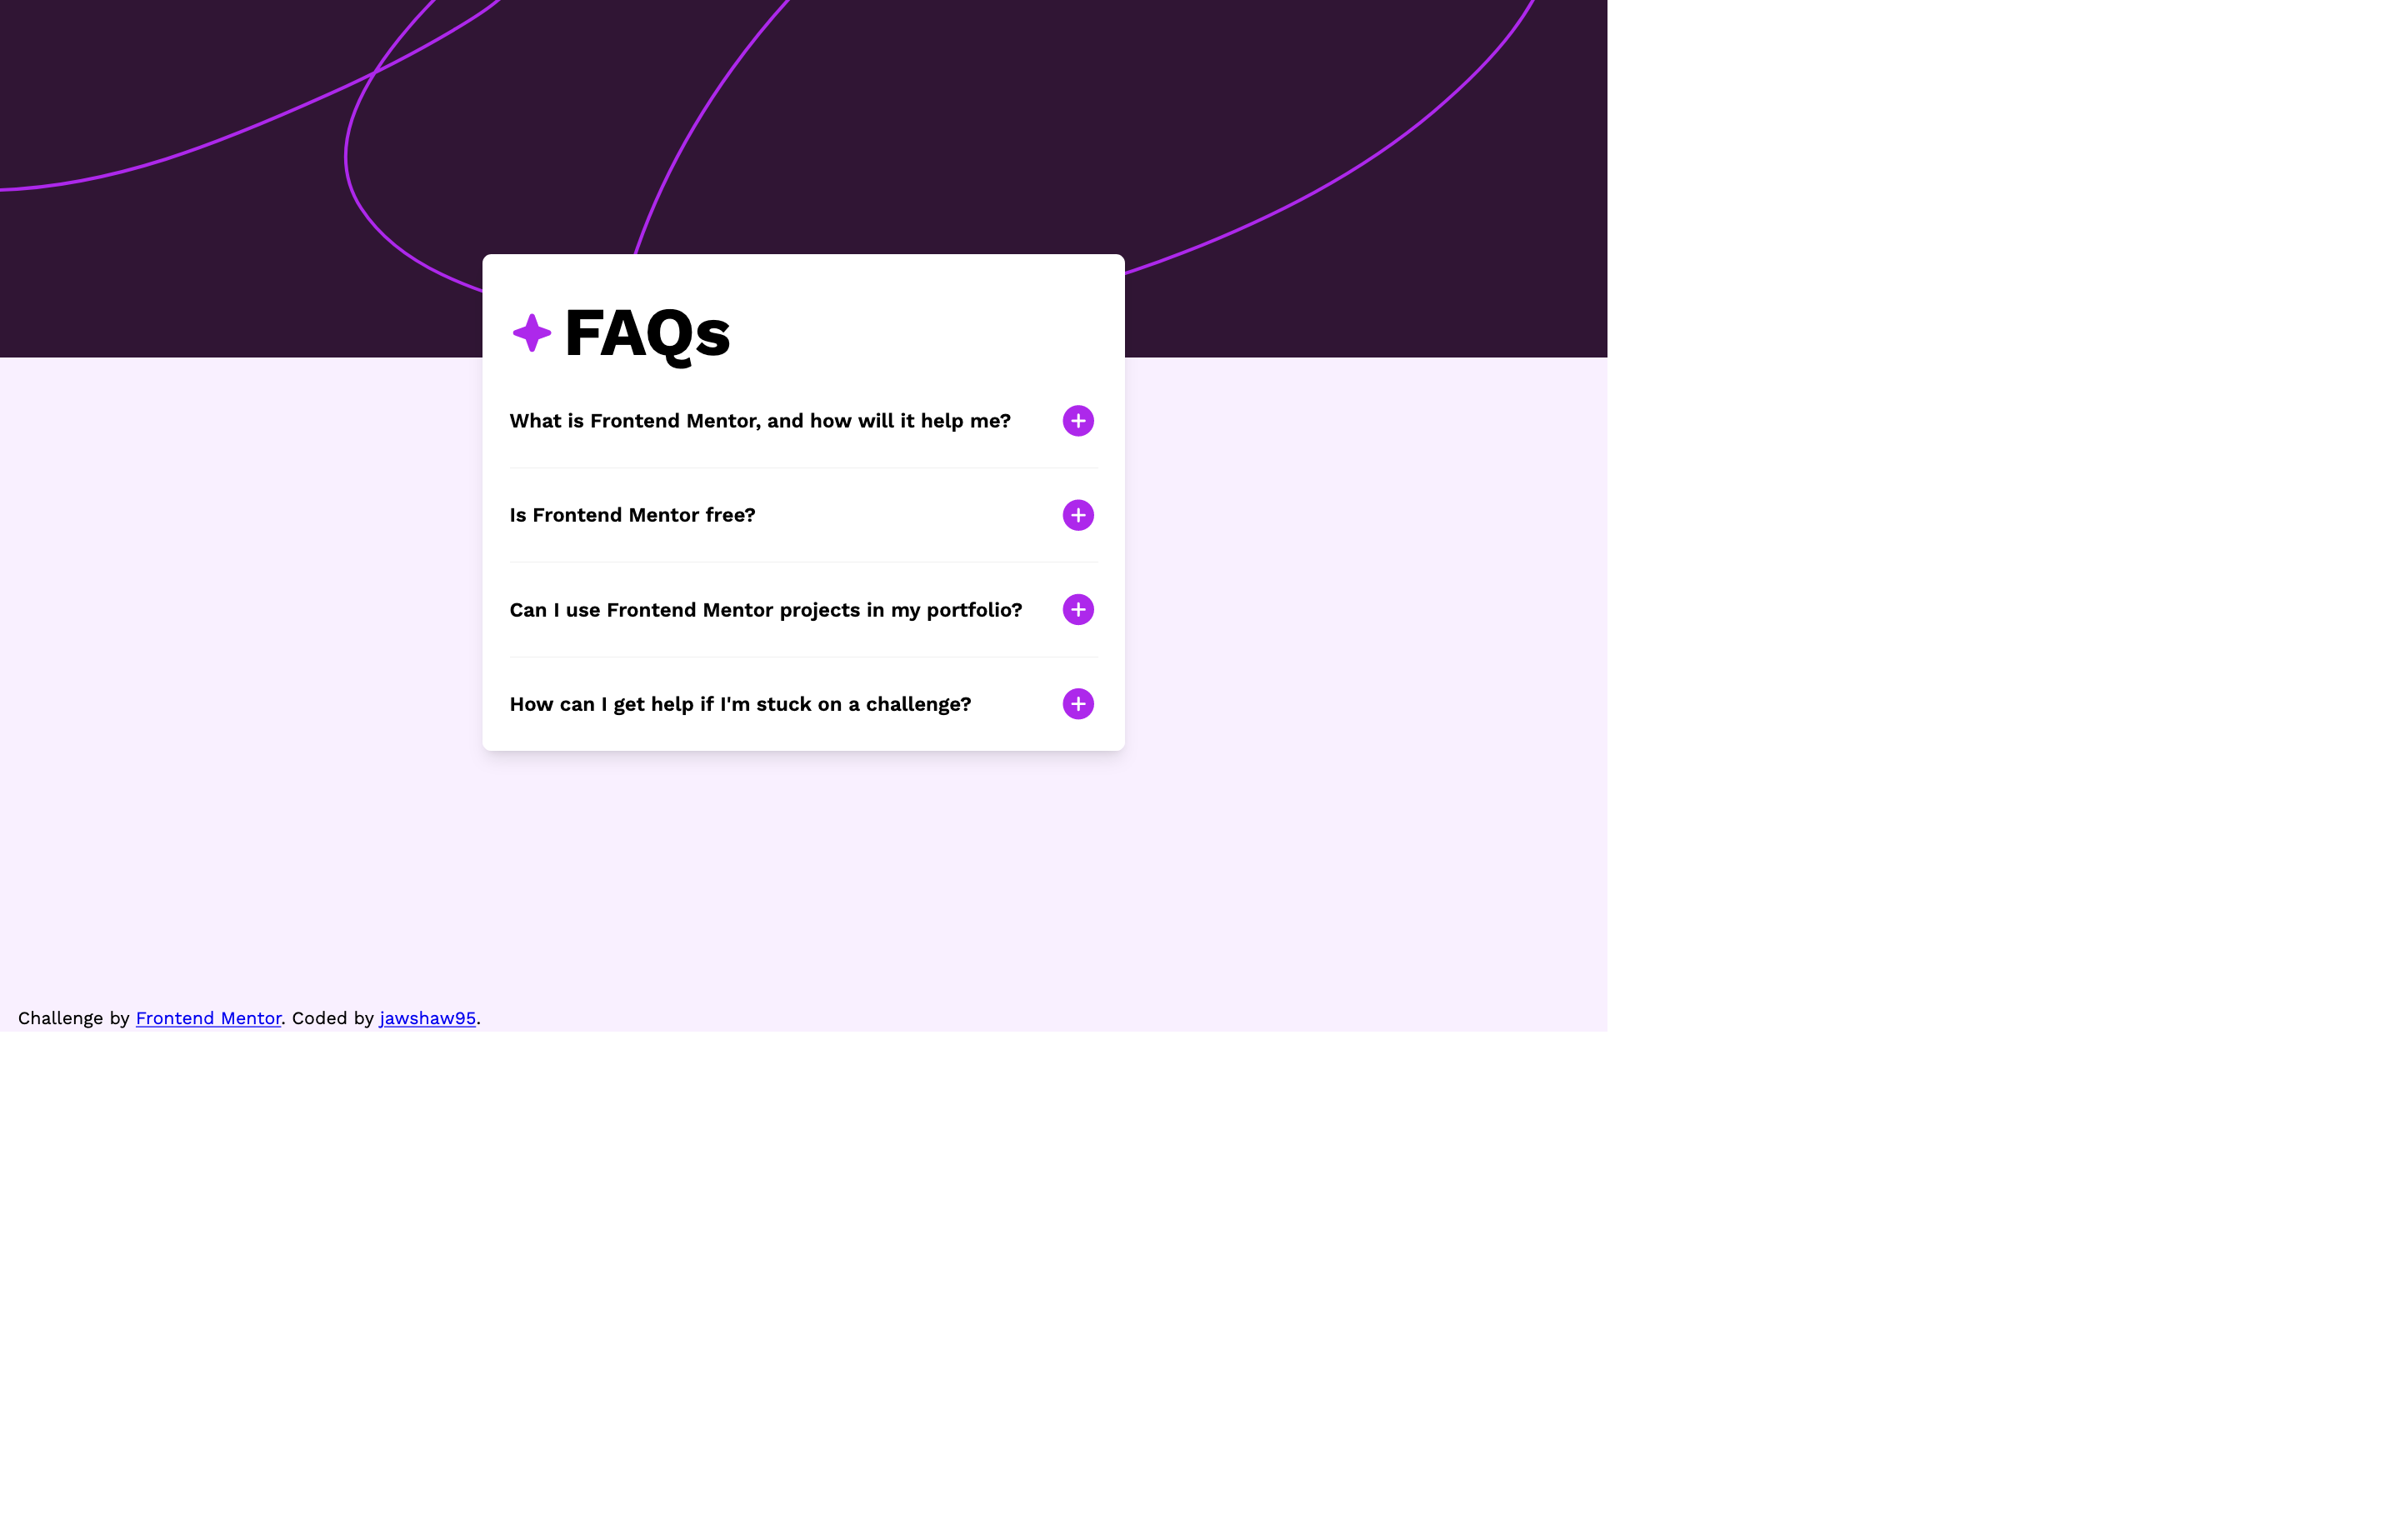 FAQs
What is Frontend Mentor, and how will it help me?
Is Frontend Mentor free?
Can I use Frontend Mentor projects in my portfolio?
How can I get help if I'm stuck on a challenge?
Challenge by Frontend Mentor. Coded by jawshaw95.